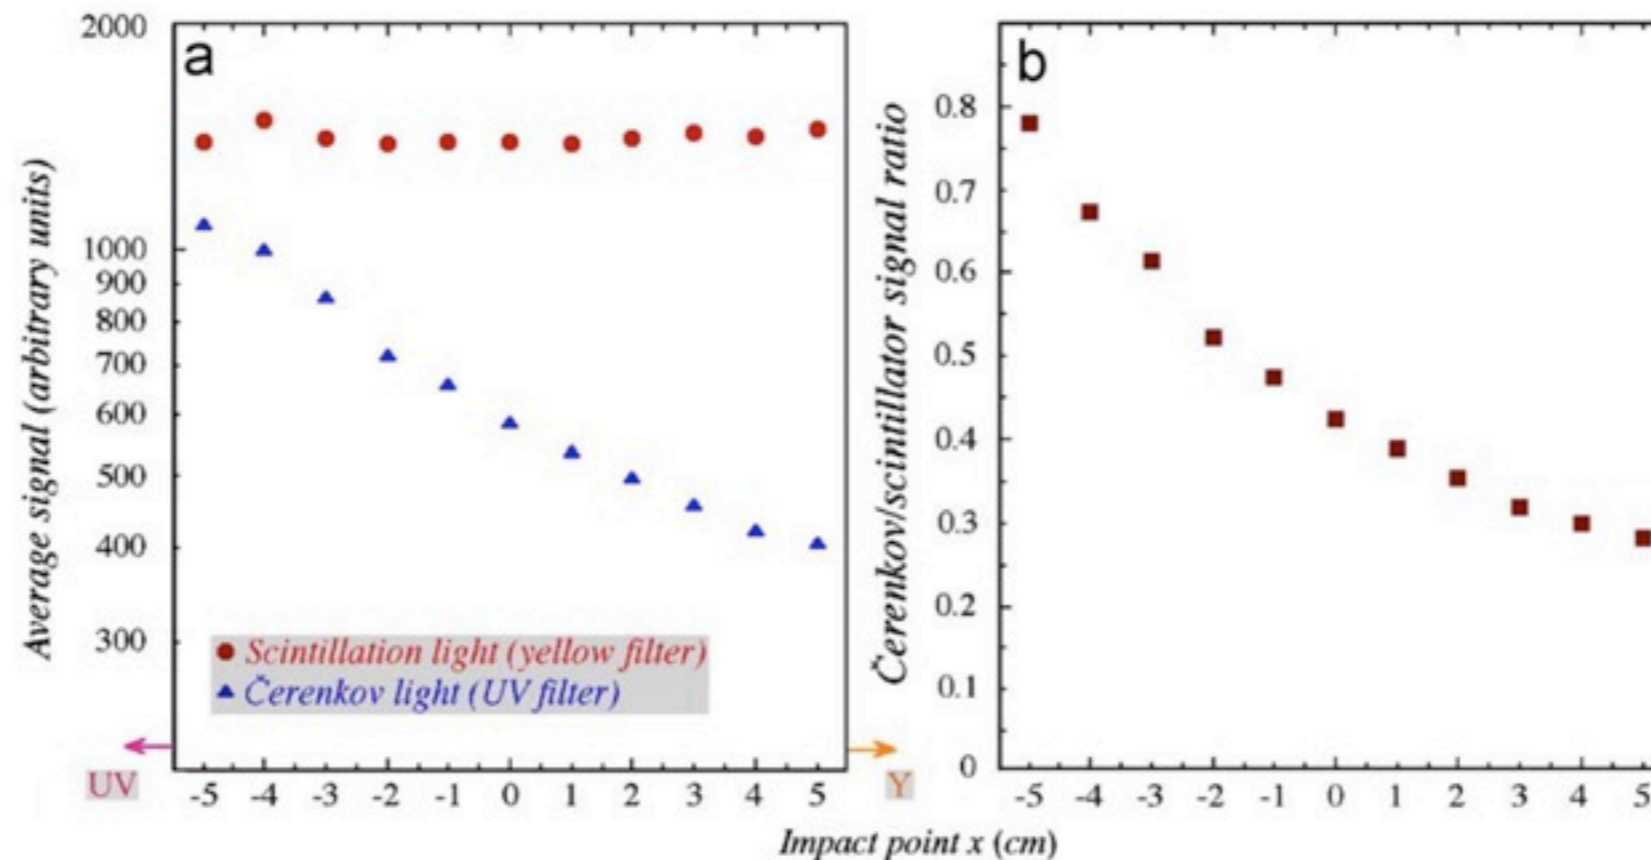 a
Average signal (arbitrary units)
2000
1000
900
800
700
600
500
400
300
Scintillation light (yellow filter)
Čerenkov light (UV filter)
UV
-5 -4 -3 -2 -1 0 1 2 3 4 5
Y
b
Čerenkov/scintillator signal ratio
0.8
0.7
0.6
0.5
0.4
0.3
0.2
0.1
0
-5 -4 -3 -2 -1 0 1 2 3 4 5
Impact point x (cm)